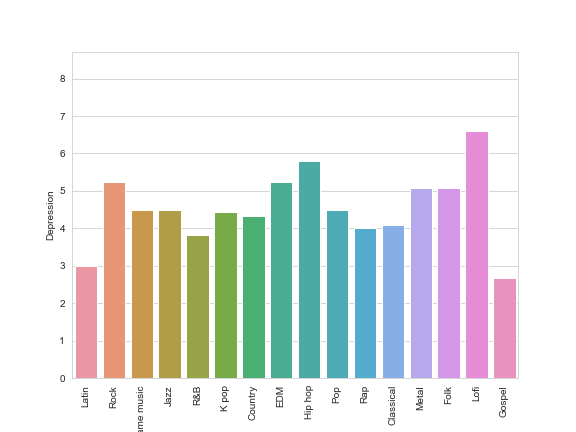 Depression
8
7
6
5
4
3
2
1
0
Latin
Rock
ame music
Jazz
R&B
K pop
Country
EDM
Hip hop
Pop
Rap
Classical
Metal
Folk
Lofi
Gospel